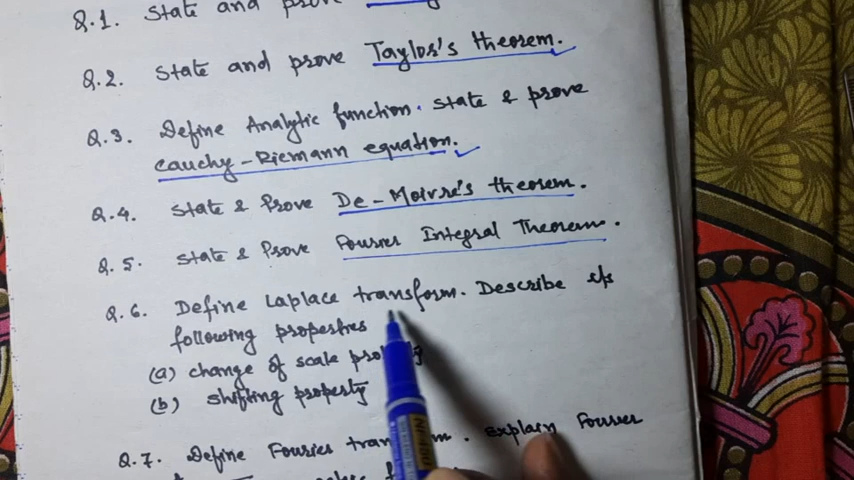 Q.1. State and prove
Q.2. State and prove Taylor's theorem.
Q.3. Define Analytic function. State & prove
Cauchy-Riemann equation.
Q.4. State & Prove De-Moivre's theorem.
Q.5. State & Prove Fourier Integral Theorem.
Q.6. Define Laplace transform. Describe its
following properties
(a) change of scale
(b) shifting property
Q.7. Define Fourier . Explain Fourier